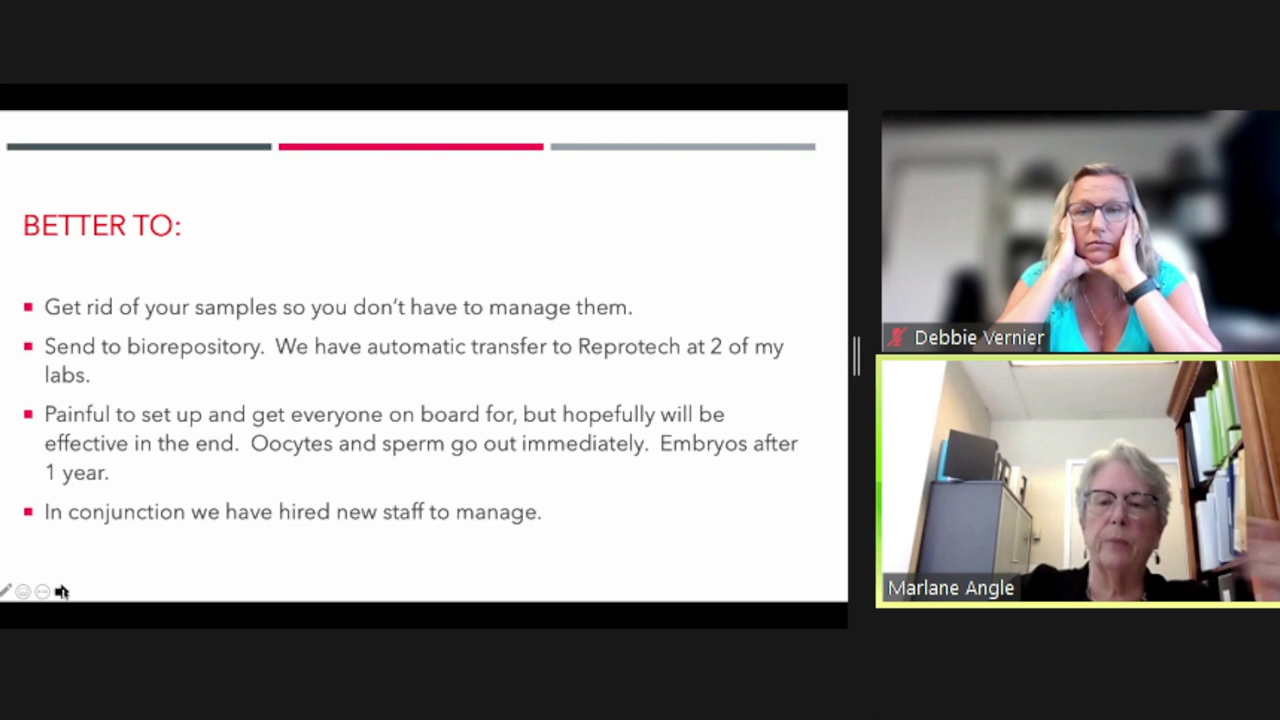 BETTER TO:
Get rid of your samples so you don't have to manage them.
Send to biorepository.  We have automatic transfer to Reprotech at 2 of my
labs.
Painful to set up and get everyone on board for, but hopefully will be
effective in the end.  Oocytes and sperm go out immediately.  Embryos after
1 year.
In conjunction we have hired new staff to manage.
Debbie Vernier
Marlane Angle